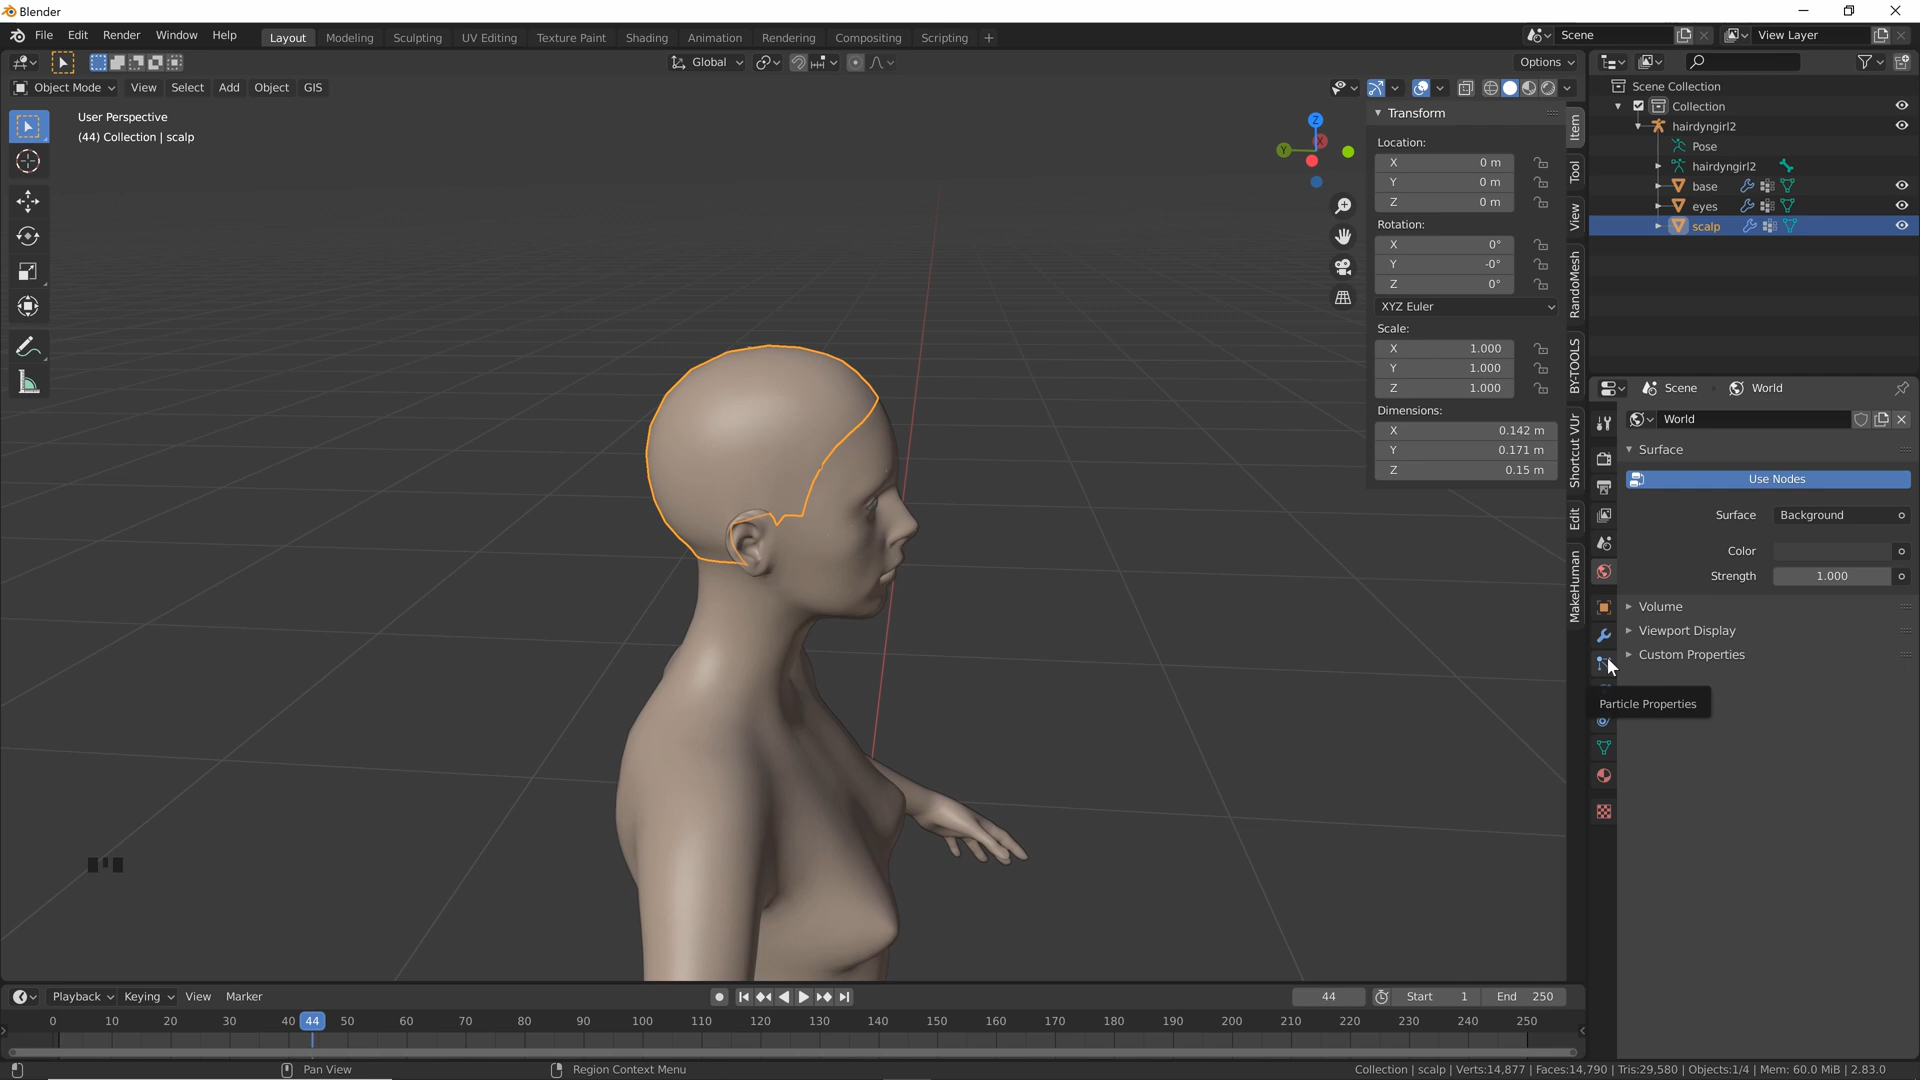 Blender
File Edit Render Window Help
Layout Modeling Sculpting UV Editing Texture Paint Shading Animation Rendering Compositing Scripting +
Scene
View Layer
Global
Options
Object Mode View Select Add Object GIS
User Perspective
(44) Collection | scalp
Z
X
Y
Transform
Location:
X 0 m
Y 0 m
Z 0 m
Rotation:
X 0°
Y -0°
Z 0°
XYZ Euler
Scale:
X 1.000
Y 1.000
Z 1.000
Dimensions:
X 0.142 m
Y 0.171 m
Z 0.15 m
Item
Tool
View
RandoMesh
BY-TOOLS
Shortcut VUr
Edit
MakeHuman
Scene Collection
Collection
hairdyngirl2
Pose
hairdyngirl2
base
eyes
scalp
Scene World
World
Surface
Use Nodes
Surface Background
Color
Strength 1.000
Volume
Viewport Display
Custom Properties
Particle Properties
Playback Keying View Marker
44 Start 1 End 250
0 10 20 30 40 44 50 60 70 80 90 100 110 120 130 140 150 160 170 180 190 200 210 220 230 240 250
Pan View
Region Context Menu
Collection | scalp | Verts:14,877 | Faces:14,790 | Tris:29,580 | Objects:1/4 | Mem: 60.0 MiB | 2.83.0